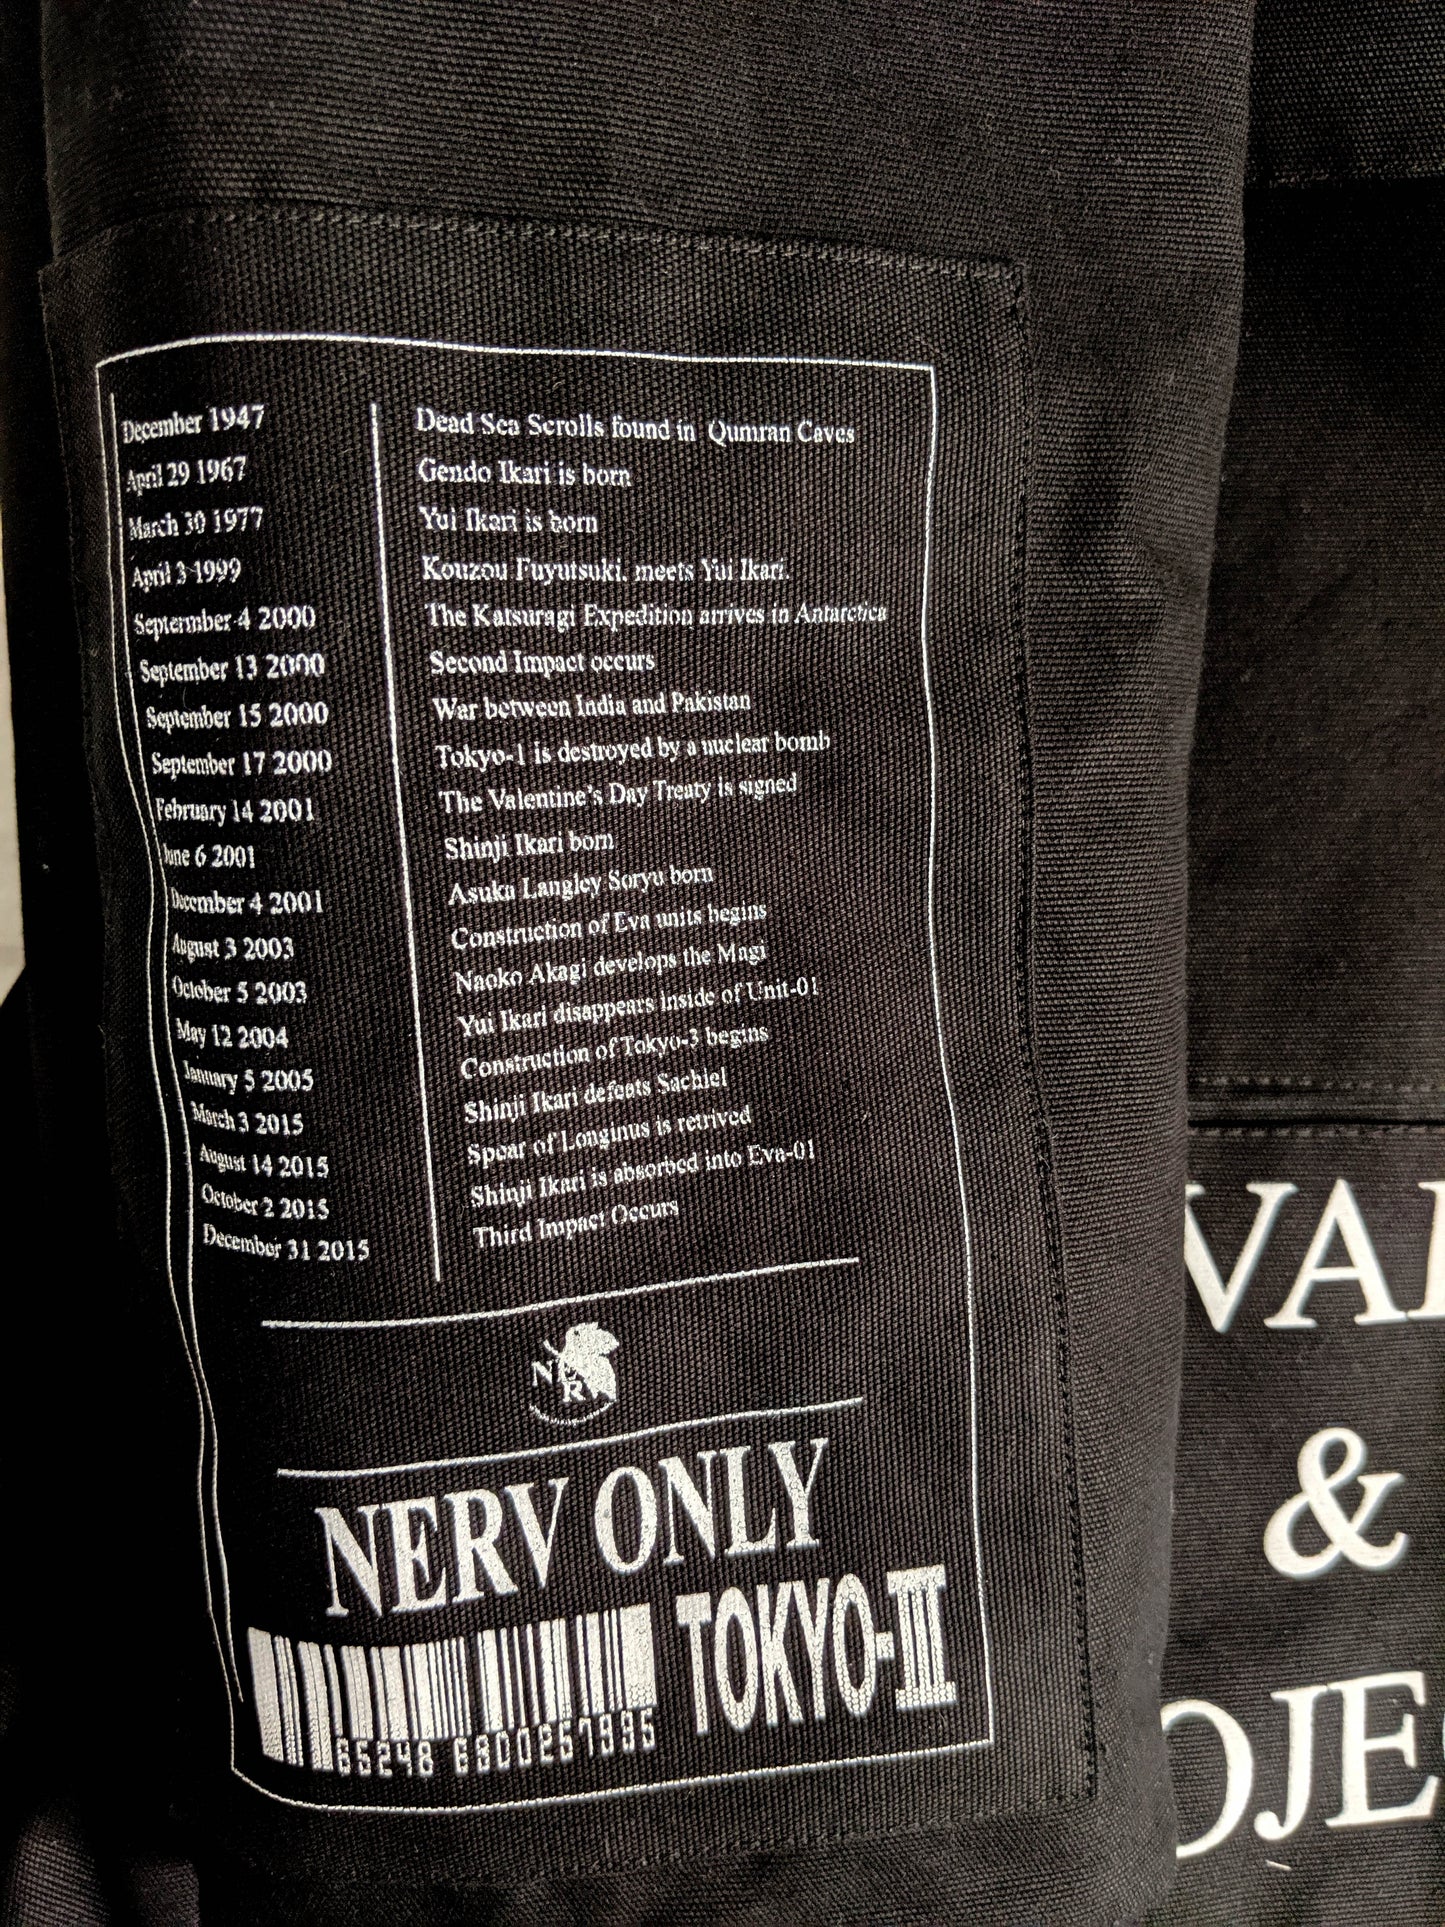 December 1947 Dead Sea Scrolls found in Qumran Caves
April 29 1967 Gendo Ikari is born
March 30 1977 Yui Ikari is born
April 3 1999 Kouzou Fuyutsuki, meets Yui Ikari.
Septermber 4 2000 The Katsuragi Expedition arrives in Antarctica
September 13 2000 Second Impact occurs
September 15 2000 War between India and Pakistan
September 17 2000 Tokyo-1 is destroyed by a nuclear bomb
February 14 2001 The Valentine's Day Treaty is signed
June 6 2001 Shinji Ikari born
December 4 2001 Asuka Langley Soryu born
August 3 2003 Construction of Eva units begins
October 5 2003 Naoko Akagi develops the Magi
May 12 2004 Yui Ikari disappears inside of Unit-01
January 5 2005 Construction of Tokyo-3 begins
March 3 2015 Shinji Ikari defeats Sachiel
August 14 2015 Spear of Longinus is retrived
October 2 2015 Shinji Ikari is absorbed into Eva-01
December 31 2015 Third Impact Occurs
NERV
NERV ONLY
TOKYO-III
65248 6800257995
VAL
&
OJE